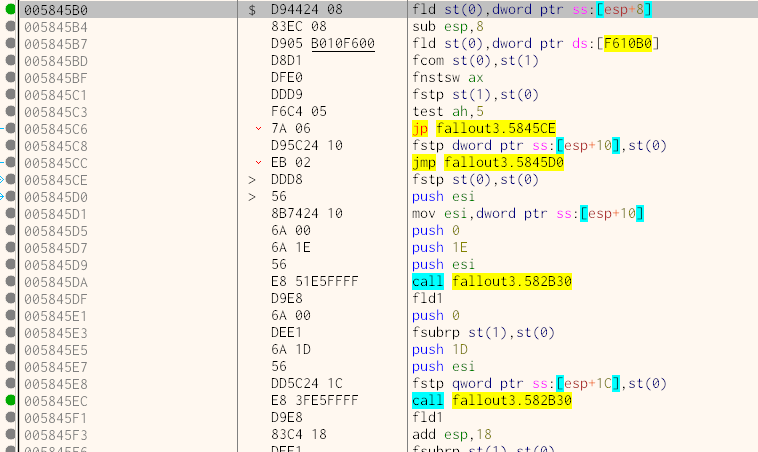 005845B0 $ D94424 08 fld st(0),dword ptr ss:[esp+8]
005845B4 83EC 08 sub esp,8
005845B7 D905 B010F600 fld st(0),dword ptr ds:[F610B0]
005845BD D8D1 fcom st(0),st(1)
005845BF DFE0 fnstsw ax
005845C1 DDD9 fstp st(1),st(0)
005845C3 F6C4 05 test ah,5
005845C6 7A 06 jp fallout3.5845CE
005845C8 D95C24 10 fstp dword ptr ss:[esp+10],st(0)
005845CC EB 02 jmp fallout3.5845D0
005845CE > DDD8 fstp st(0),st(0)
005845D0 > 56 push esi
005845D1 8B7424 10 mov esi,dword ptr ss:[esp+10]
005845D5 6A 00 push 0
005845D7 6A 1E push 1E
005845D9 56 push esi
005845DA E8 51E5FFFF call fallout3.582B30
005845DF D9E8 fld1
005845E1 6A 00 push 0
005845E3 DEE1 fsubrp st(1),st(0)
005845E5 6A 1D push 1D
005845E7 56 push esi
005845E8 DD5C24 1C fstp qword ptr ss:[esp+1C],st(0)
005845EC E8 3FE5FFFF call fallout3.582B30
005845F1 D9E8 fld1
005845F3 83C4 18 add esp,18
005845F6 DEE1 fsubrp st(1),st(0)